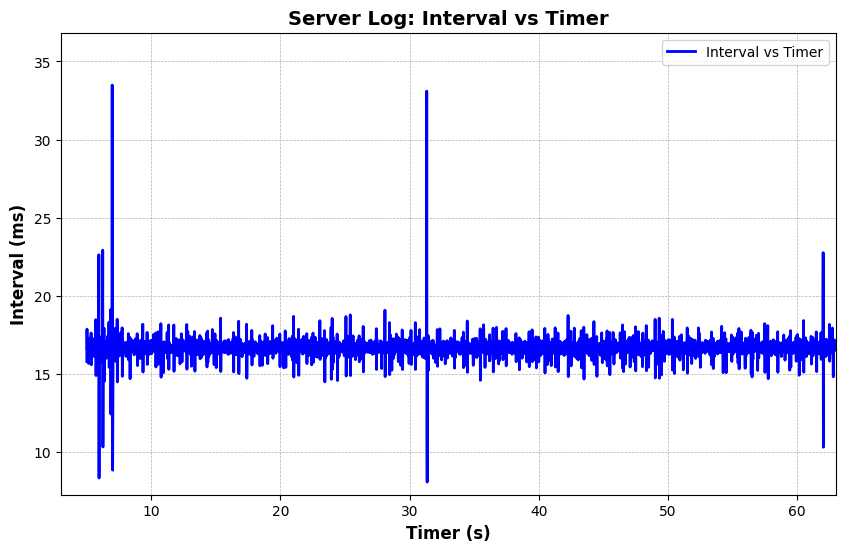 Server Log: Interval vs Timer
Interval vs Timer
35
30
25
20
15
10
Interval (ms)
10 20 30 40 50 60
Timer (s)